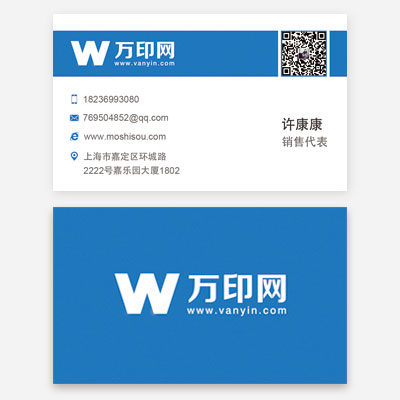 W 万印网
www.vanyin.com
18236993080
769504852@qq.com
www.moshisou.com
上海市嘉定区环城路
2222号嘉乐园大厦1802
许康康
销售代表
W 万印网
www.vanyin.com